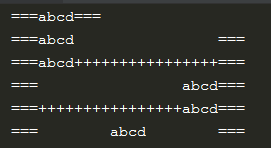 ===abcd===
===abcd                ===
===abcd++++++++++++++++===
===                abcd===
===++++++++++++++++abcd===
===        abcd        ===